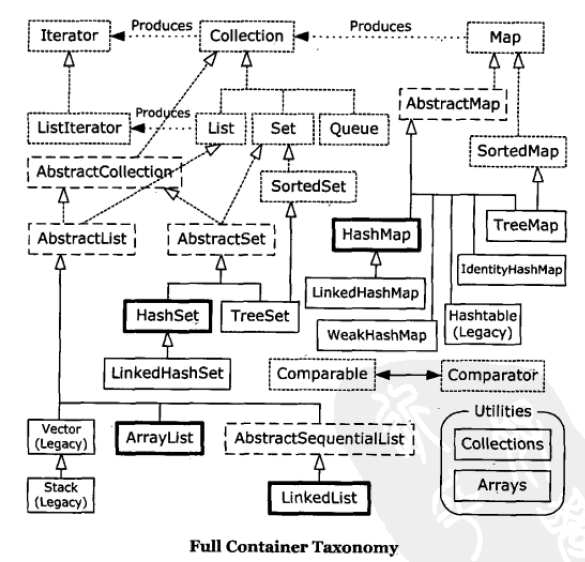 Iterator
Produces
Collection
Produces
Map
AbstractMap
ListIterator
Produces
List
Set
Queue
SortedMap
AbstractCollection
SortedSet
AbstractList
AbstractSet
HashMap
TreeMap
IdentityHashMap
LinkedHashMap
HashSet
TreeSet
Hashtable
(Legacy)
WeakHashMap
LinkedHashSet
Comparable
Comparator
Utilities
Vector
(Legacy)
ArrayList
AbstractSequentialList
Collections
Stack
(Legacy)
LinkedList
Arrays
Full Container Taxonomy